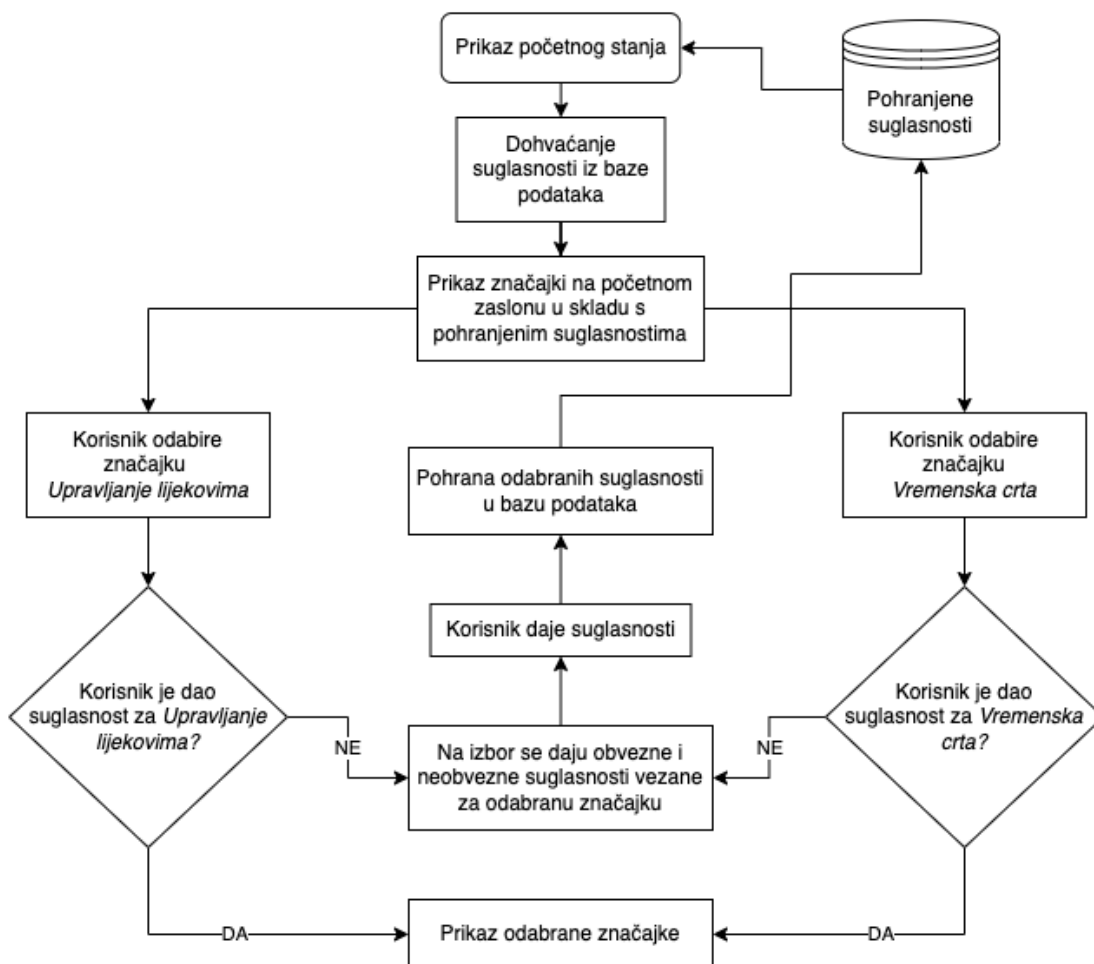 Prikaz početnog stanja
Pohranjene
suglasnosti
Dohvaćanje
suglasnosti iz baze
podataka
Prikaz značajki na početnom
zaslonu u skladu s
pohranjenim suglasnostima
Korisnik odabire
značajku
Upravljanje lijekovima
Pohrana odabranih suglasnosti
u bazu podataka
Korisnik odabire
značajku
Vremenska crta
Korisnik daje suglasnosti
Korisnik je dao
suglasnost za Upravljanje
lijekovima?
NE
Na izbor se daju obvezne i
neobvezne suglasnosti vezane
za odabranu značajku
NE
Korisnik je dao
suglasnost za Vremenska
crta?
DA
Prikaz odabrane značajke
DA